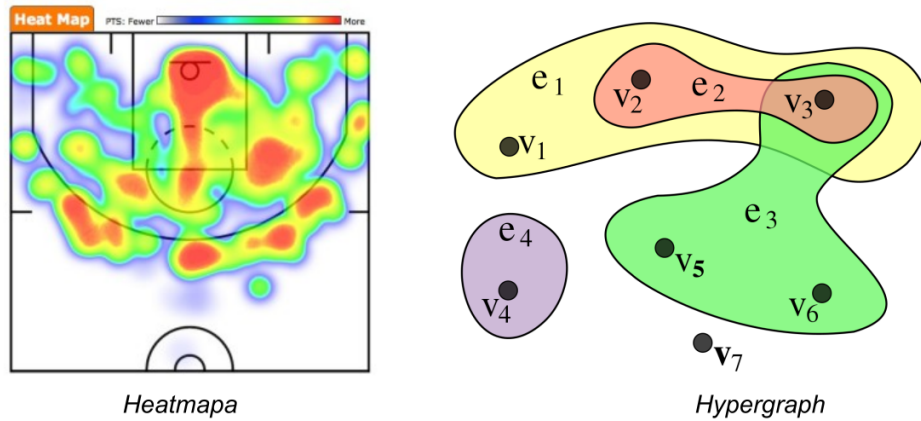 Heat Map
PTS: Fewer More
e1
e2
v2
v3
v1
e3
e4
v5
v4
v6
v7
Heatmapa
Hypergraph